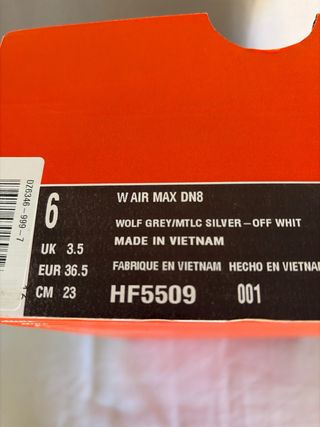 0Z6346-999-7
6
W AIR MAX DN8
WOLF GREY/MTLC SILVER-OFF WHIT
UK 3.5
MADE IN VIETNAM
EUR 36.5
FABRIQUE EN VIETNAM HECHO EN VIETNAM
CM 23
HF5509 001